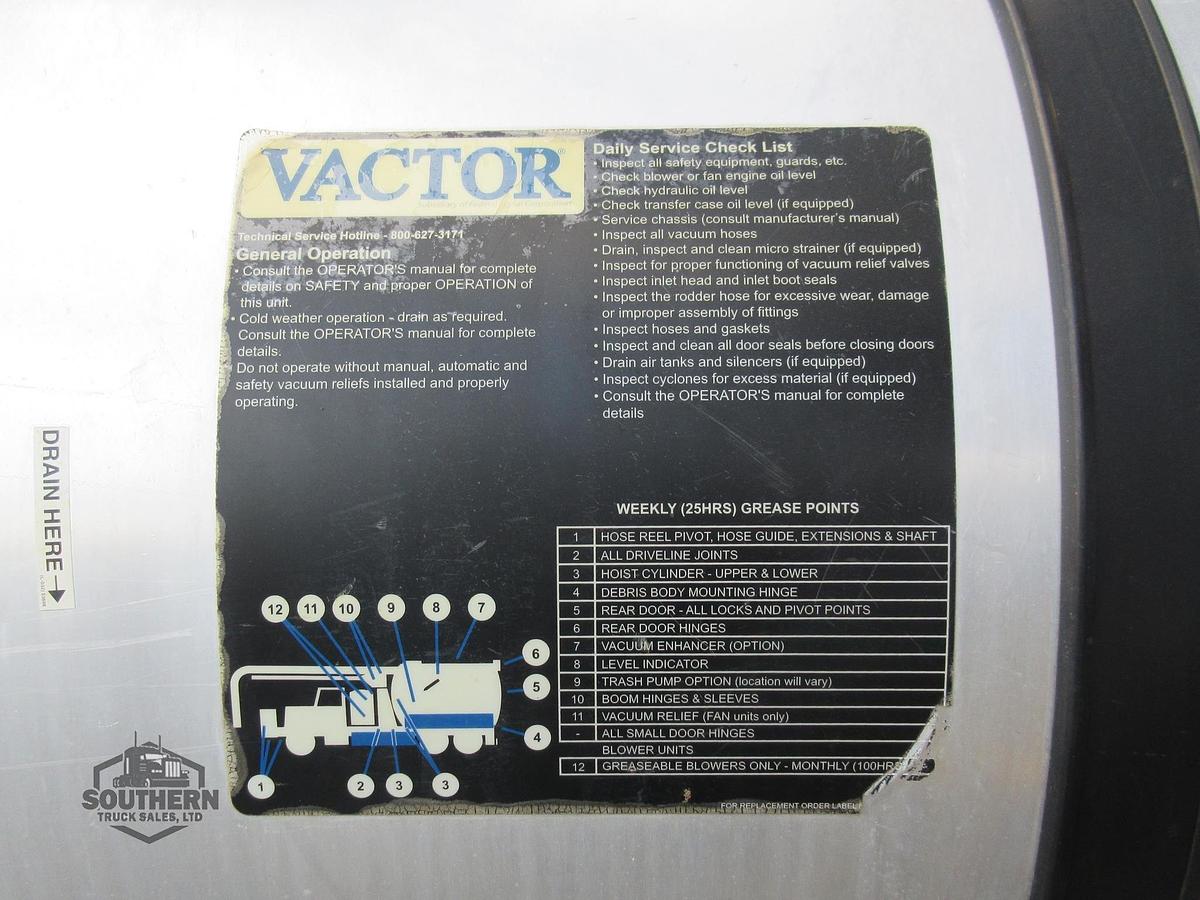 VACTOR®
Subsidiary of Federal Signal Corporation
Technical Service Hotline - 800-627-3171
General Operation
• Consult the OPERATOR'S manual for complete
details on SAFETY and proper OPERATION of
this unit.
• Cold weather operation - drain as required.
Consult the OPERATOR'S manual for complete
details.
Do not operate without manual, automatic and
safety vacuum reliefs installed and properly
operating.
Daily Service Check List
• Inspect all safety equipment, guards, etc.
• Check blower or fan engine oil level
• Check hydraulic oil level
• Check transfer case oil level (if equipped)
• Service chassis (consult manufacturer's manual)
• Inspect all vacuum hoses
• Drain, inspect and clean micro strainer (if equipped)
• Inspect for proper functioning of vacuum relief valves
• Inspect inlet head and inlet boot seals
• Inspect the rodder hose for excessive wear, damage
or improper assembly of fittings
• Inspect hoses and gaskets
• Inspect and clean all door seals before closing doors
• Drain air tanks and silencers (if equipped)
• Inspect cyclones for excess material (if equipped)
• Consult the OPERATOR'S manual for complete
details
DRAIN HERE →
WEEKLY (25HRS) GREASE POINTS
1 HOSE REEL PIVOT, HOSE GUIDE, EXTENSIONS & SHAFT
2 ALL DRIVELINE JOINTS
3 HOIST CYLINDER - UPPER & LOWER
4 DEBRIS BODY MOUNTING HINGE
5 REAR DOOR - ALL LOCKS AND PIVOT POINTS
6 REAR DOOR HINGES
7 VACUUM ENHANCER (OPTION)
8 LEVEL INDICATOR
9 TRASH PUMP OPTION (location will vary)
10 BOOM HINGES & SLEEVES
11 VACUUM RELIEF (FAN units only)
- ALL SMALL DOOR HINGES
BLOWER UNITS
12 GREASEABLE BLOWERS ONLY - MONTHLY (100HRS
12 11 10 9 8 7
6
5
4
1 2 3 3
FOR REPLACEMENT ORDER LABEL
SOUTHERN
TRUCK SALES, LTD